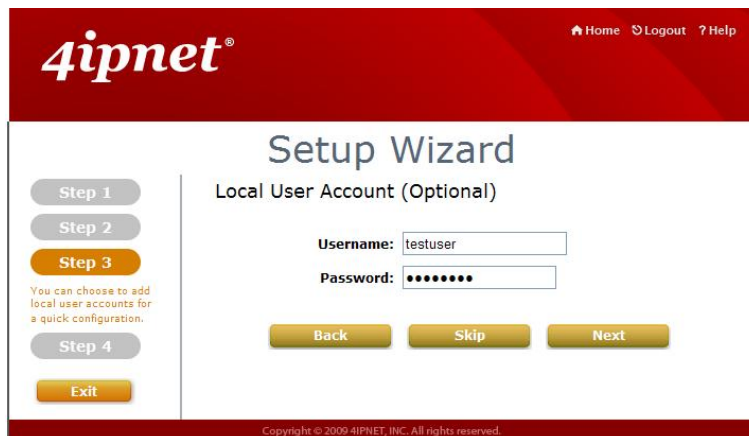 4ipnet®
Home Logout ? Help
Setup Wizard
Step 1
Step 2
Step 3
You can choose to add
local user accounts for
a quick configuration.
Step 4
Exit
Local User Account (Optional)
Username: testuser
Password: ••••••••
Back Skip Next
Copyright © 2009 4IPNET, INC. All rights reserved.